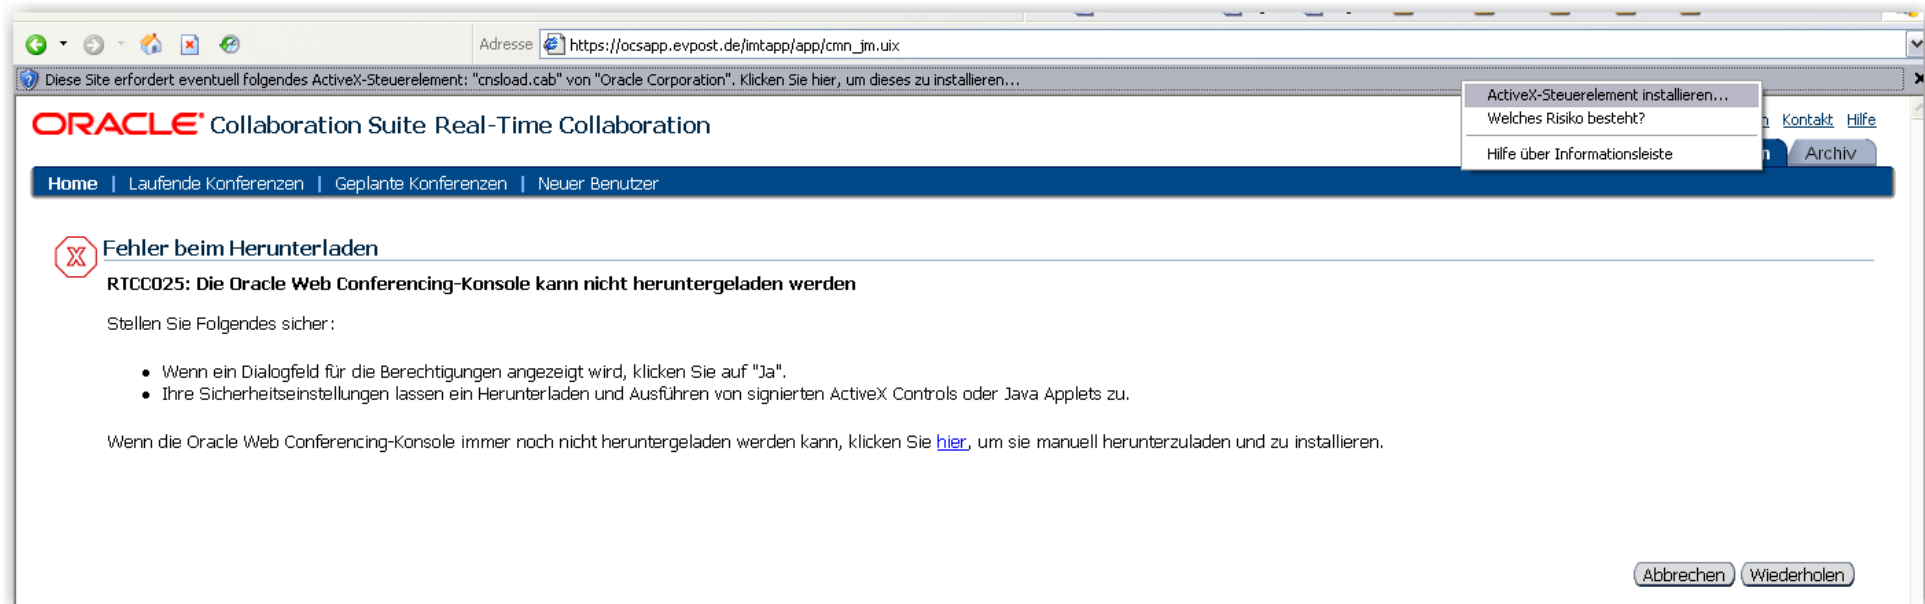 Adresse https://ocsapp.evpost.de/imtapp/app/cmn_jm.uix
Diese Site erfordert eventuell folgendes ActiveX-Steuerelement: "cnsload.cab" von "Oracle Corporation". Klicken Sie hier, um dieses zu installieren...
ActiveX-Steuerelement installieren...
Welches Risiko besteht?
Hilfe über Informationsleiste
ORACLE Collaboration Suite Real-Time Collaboration
Kontakt Hilfe
Archiv
Home | Laufende Konferenzen | Geplante Konferenzen | Neuer Benutzer
Fehler beim Herunterladen
RTCC025: Die Oracle Web Conferencing-Konsole kann nicht heruntergeladen werden
Stellen Sie Folgendes sicher:
• Wenn ein Dialogfeld für die Berechtigungen angezeigt wird, klicken Sie auf "Ja".
• Ihre Sicherheitseinstellungen lassen ein Herunterladen und Ausführen von signierten ActiveX Controls oder Java Applets zu.
Wenn die Oracle Web Conferencing-Konsole immer noch nicht heruntergeladen werden kann, klicken Sie hier, um sie manuell herunterzuladen und zu installieren.
Abbrechen Wiederholen